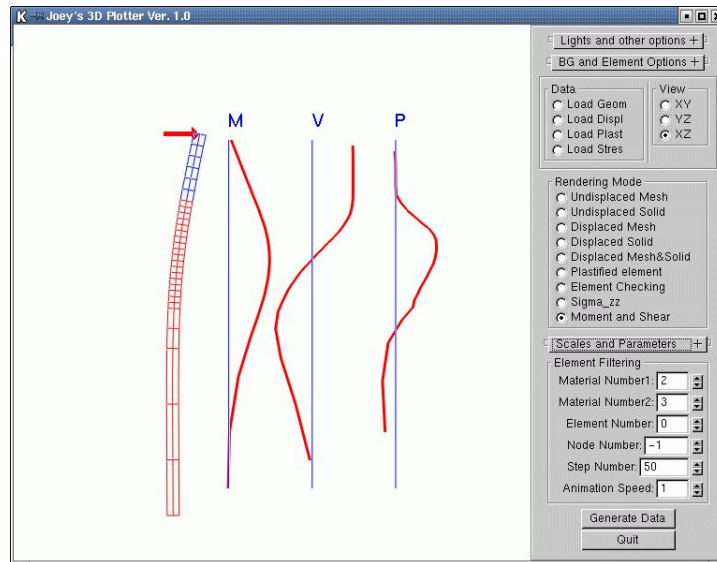 K Joey's 3D Plotter Ver. 1.0
M V P
Lights and other options +
BG and Element Options +
Data
Load Geom
Load Displ
Load Plast
Load Stres
View
XY
YZ
XZ
Rendering Mode
Undisplaced Mesh
Undisplaced Solid
Displaced Mesh
Displaced Solid
Displaced Mesh&Solid
Plastified element
Element Checking
Sigma_zz
Moment and Shear
Scales and Parameters +
Element Filtering
Material Number1: 2
Material Number2: 3
Element Number: 0
Node Number: -1
Step Number: 50
Animation Speed: 1
Generate Data
Quit